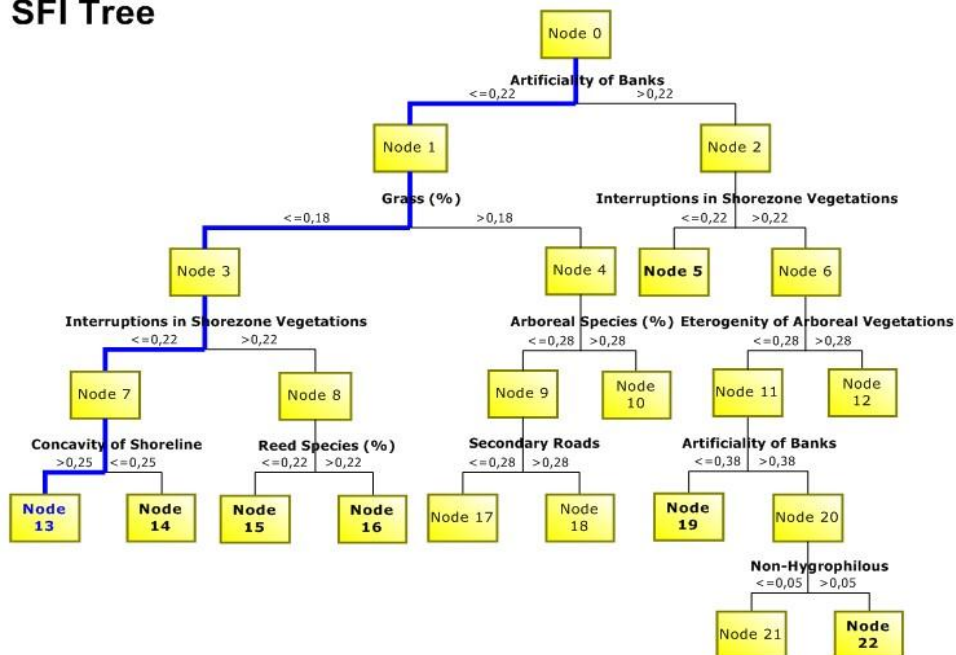 SFI Tree
Node 0
Artificiality of Banks
<=0,22 >0,22
Node 1 Node 2
Grass (%) Interruptions in Shorezone Vegetations
<=0,18 >0,18 <=0,22 >0,22
Node 3 Node 4 Node 5 Node 6
Interruptions in Shorezone Vegetations Arboreal Species (%) Eterogenity of Arboreal Vegetations
<=0,22 >0,22 <=0,28 >0,28 <=0,28 >0,28
Node 7 Node 8 Node 9 Node 10 Node 11 Node 12
Concavity of Shoreline Reed Species (%) Secondary Roads Artificiality of Banks
>0,25 <=0,25 <=0,22 >0,22 <=0,28 >0,28 <=0,38 >0,38
Node 13 Node 14 Node 15 Node 16 Node 17 Node 18 Node 19 Node 20
Non-Hygrophilous
<=0,05 >0,05
Node 21 Node 22